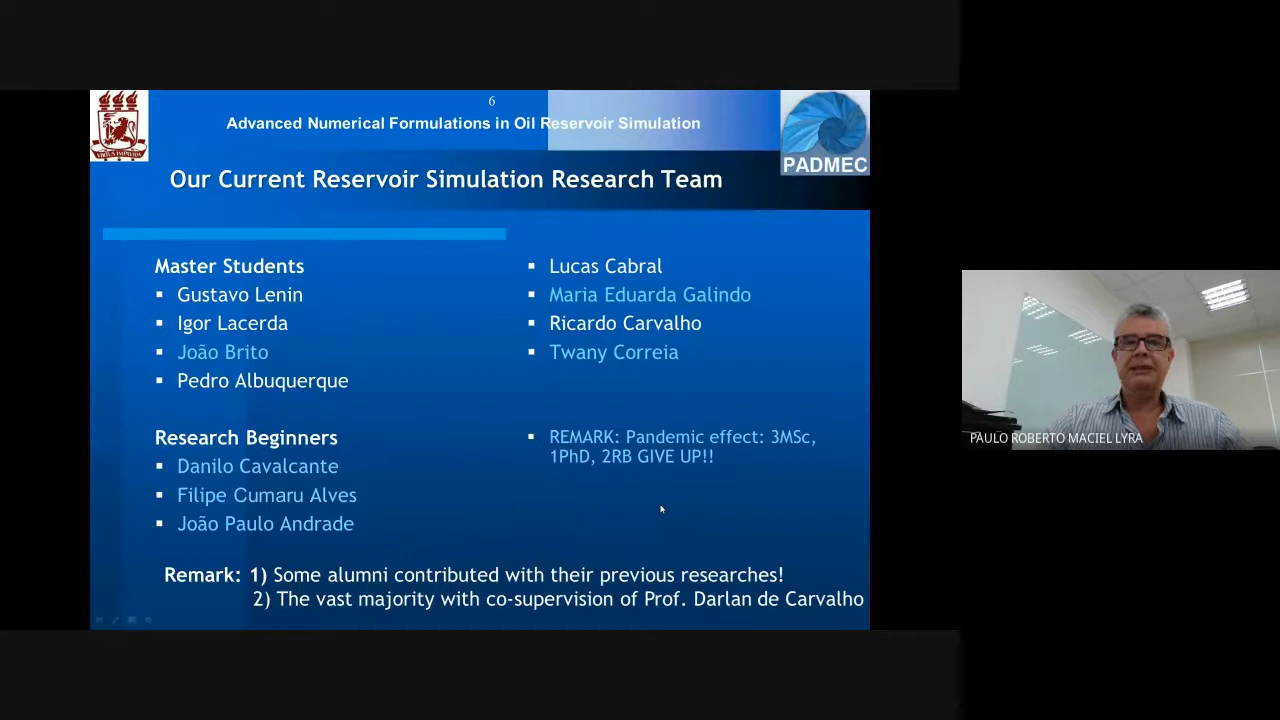 6
Advanced Numerical Formulations in Oil Reservoir Simulation
PADMEC
Our Current Reservoir Simulation Research Team
Master Students
▪ Gustavo Lenin
▪ Igor Lacerda
▪ João Brito
▪ Pedro Albuquerque
Research Beginners
▪ Danilo Cavalcante
▪ Filipe Cumaru Alves
▪ João Paulo Andrade
▪ Lucas Cabral
▪ Maria Eduarda Galindo
▪ Ricardo Carvalho
▪ Twany Correia
▪ REMARK: Pandemic effect: 3MSc,
1PhD, 2RB GIVE UP!!
Remark: 1) Some alumni contributed with their previous researches!
2) The vast majority with co-supervision of Prof. Darlan de Carvalho
PAULO ROBERTO MACIEL LYRA